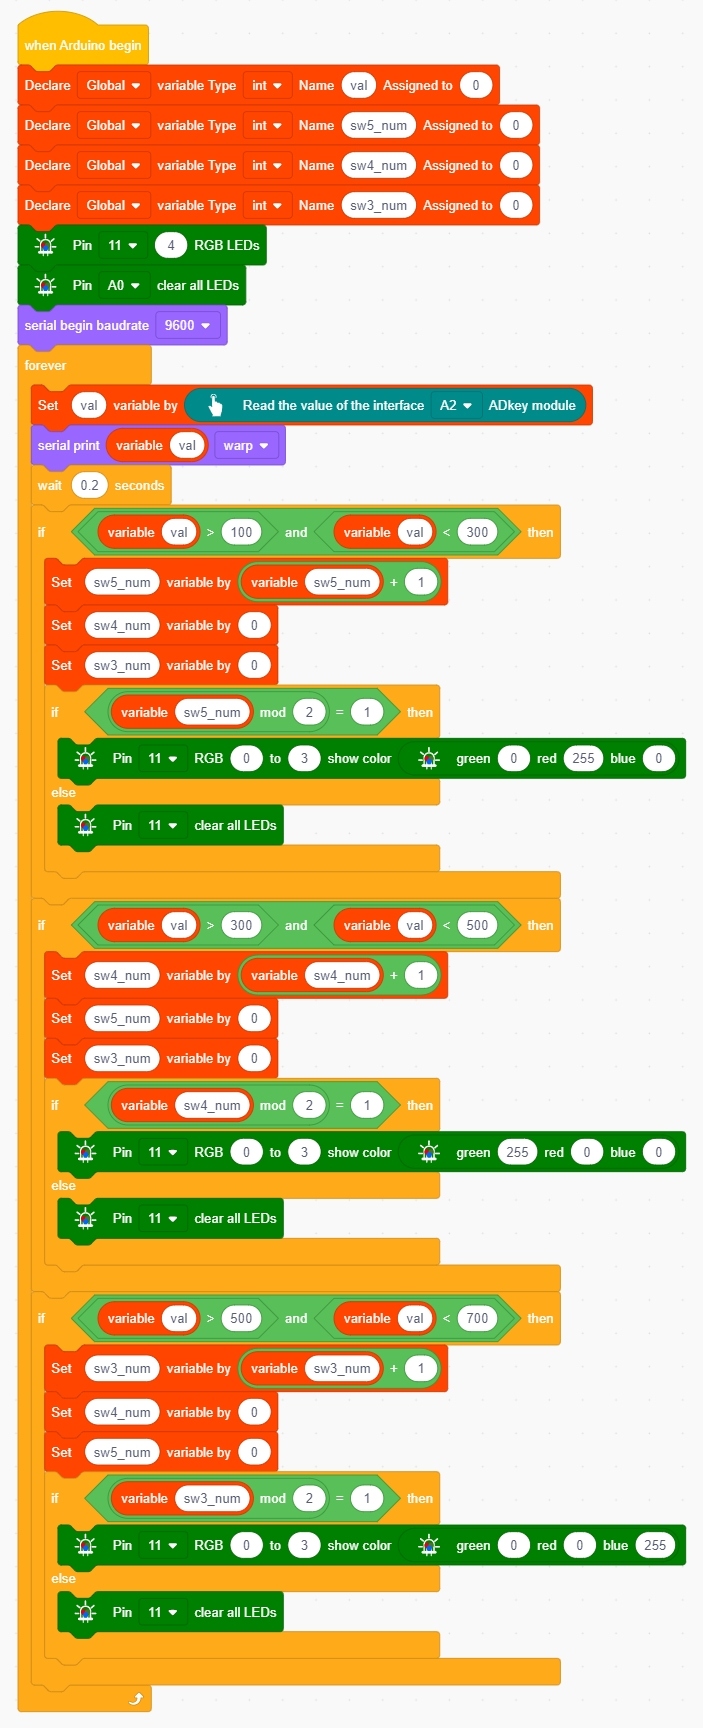 when Arduino begin
Declare Global variable Type int Name val Assigned to 0
Declare Global variable Type int Name sw5_num Assigned to 0
Declare Global variable Type int Name sw4_num Assigned to 0
Declare Global variable Type int Name sw3_num Assigned to 0
Pin 11 4 RGB LEDs
Pin A0 clear all LEDs
serial begin baudrate 9600
forever
Set val variable by Read the value of the interface A2 ADkey module
serial print variable val warp
wait 0.2 seconds
if variable val > 100 and variable val < 300 then
Set sw5_num variable by variable sw5_num + 1
Set sw4_num variable by 0
Set sw3_num variable by 0
if variable sw5_num mod 2 = 1 then
Pin 11 RGB 0 to 3 show color green 0 red 255 blue 0
else
Pin 11 clear all LEDs
if variable val > 300 and variable val < 500 then
Set sw4_num variable by variable sw4_num + 1
Set sw5_num variable by 0
Set sw3_num variable by 0
if variable sw4_num mod 2 = 1 then
Pin 11 RGB 0 to 3 show color green 255 red 0 blue 0
else
Pin 11 clear all LEDs
if variable val > 500 and variable val < 700 then
Set sw3_num variable by variable sw3_num + 1
Set sw4_num variable by 0
Set sw5_num variable by 0
if variable sw3_num mod 2 = 1 then
Pin 11 RGB 0 to 3 show color green 0 red 0 blue 255
else
Pin 11 clear all LEDs